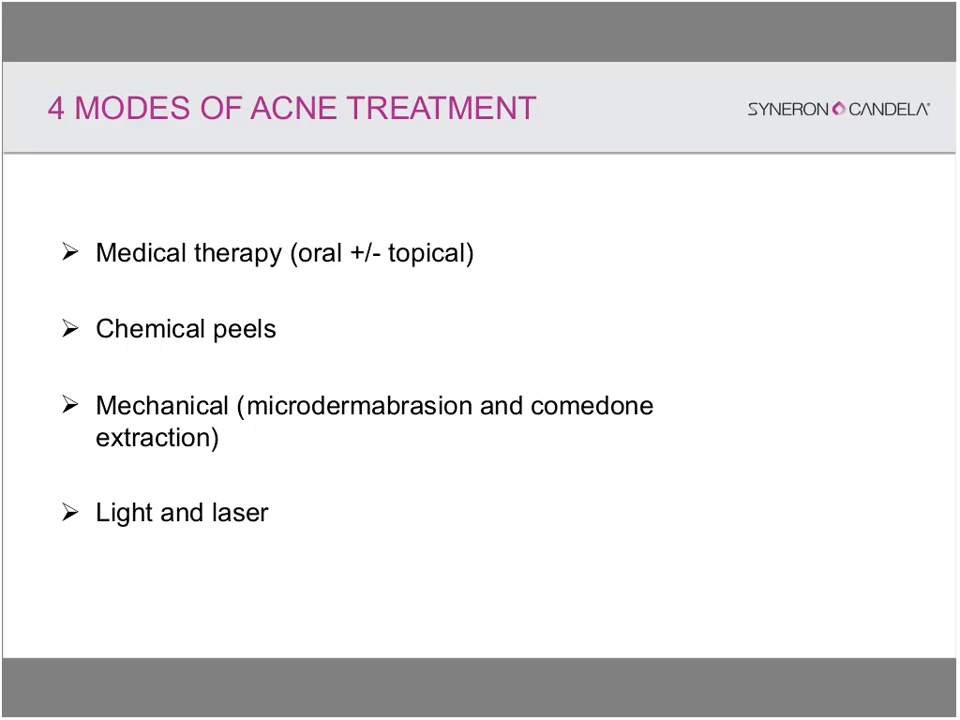 4 MODES OF ACNE TREATMENT
SYNERON CANDELA®
➢ Medical therapy (oral +/- topical)
➢ Chemical peels
➢ Mechanical (microdermabrasion and comedone
extraction)
➢ Light and laser